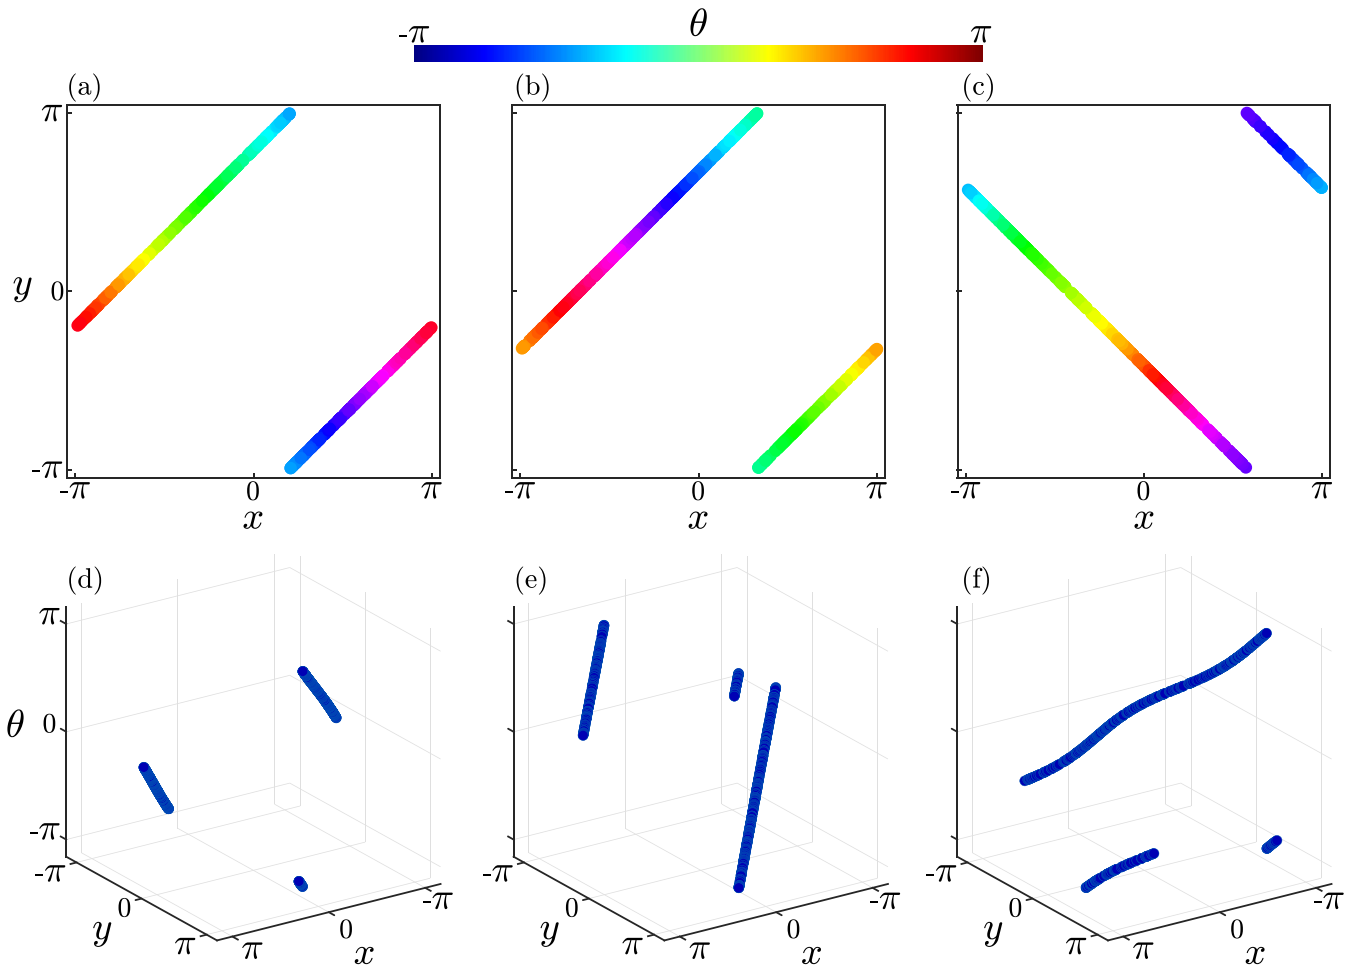 θ
-π π
(a) (b) (c)
π
y 0
-π
-π 0 π -π 0 π -π 0 π
x x x
(d) (e) (f)
π
θ 0
-π
-π -π -π
0 -π 0 -π 0 -π
y π π 0 x y π π 0 x y π π 0 x